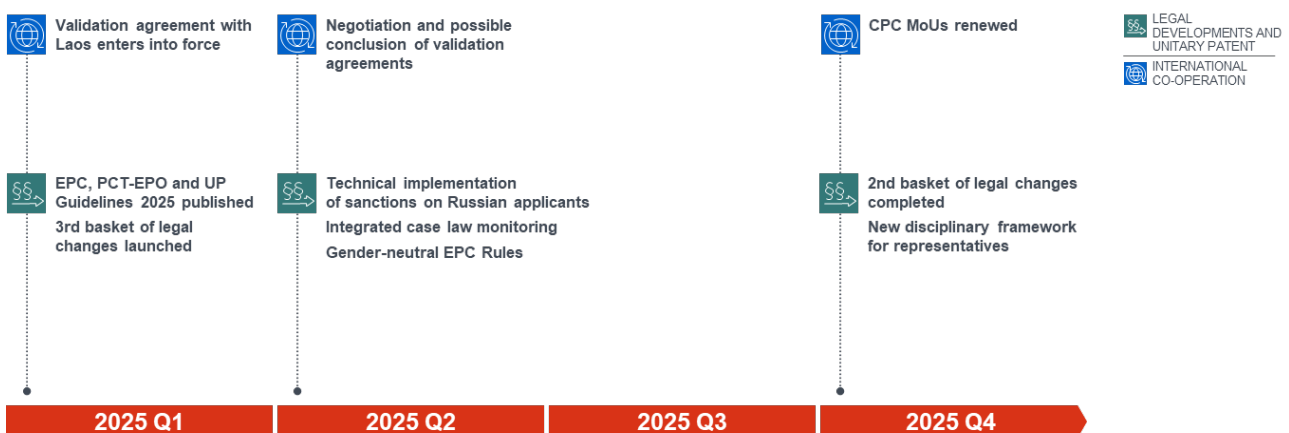 Validation agreement with
Laos enters into force
Negotiation and possible
conclusion of validation
agreements
CPC MoUs renewed
LEGAL
DEVELOPMENTS AND
UNITARY PATENT
INTERNATIONAL
CO-OPERATION
§§
§§
§§
§§
EPC, PCT-EPO and UP
Guidelines 2025 published
3rd basket of legal
changes launched
Technical implementation
of sanctions on Russian applicants
Integrated case law monitoring
Gender-neutral EPC Rules
2nd basket of legal changes
completed
New disciplinary framework
for representatives
2025 Q1
2025 Q2
2025 Q3
2025 Q4